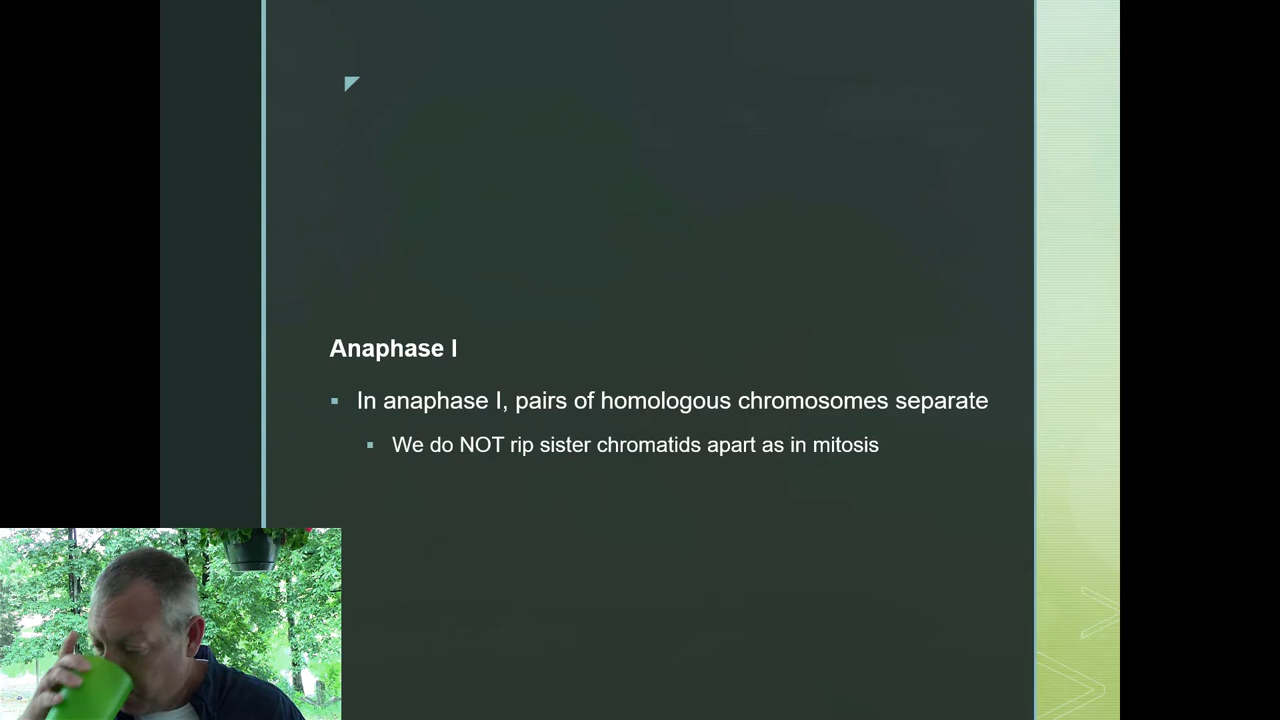 Anaphase I
In anaphase I, pairs of homologous chromosomes separate
We do NOT rip sister chromatids apart as in mitosis